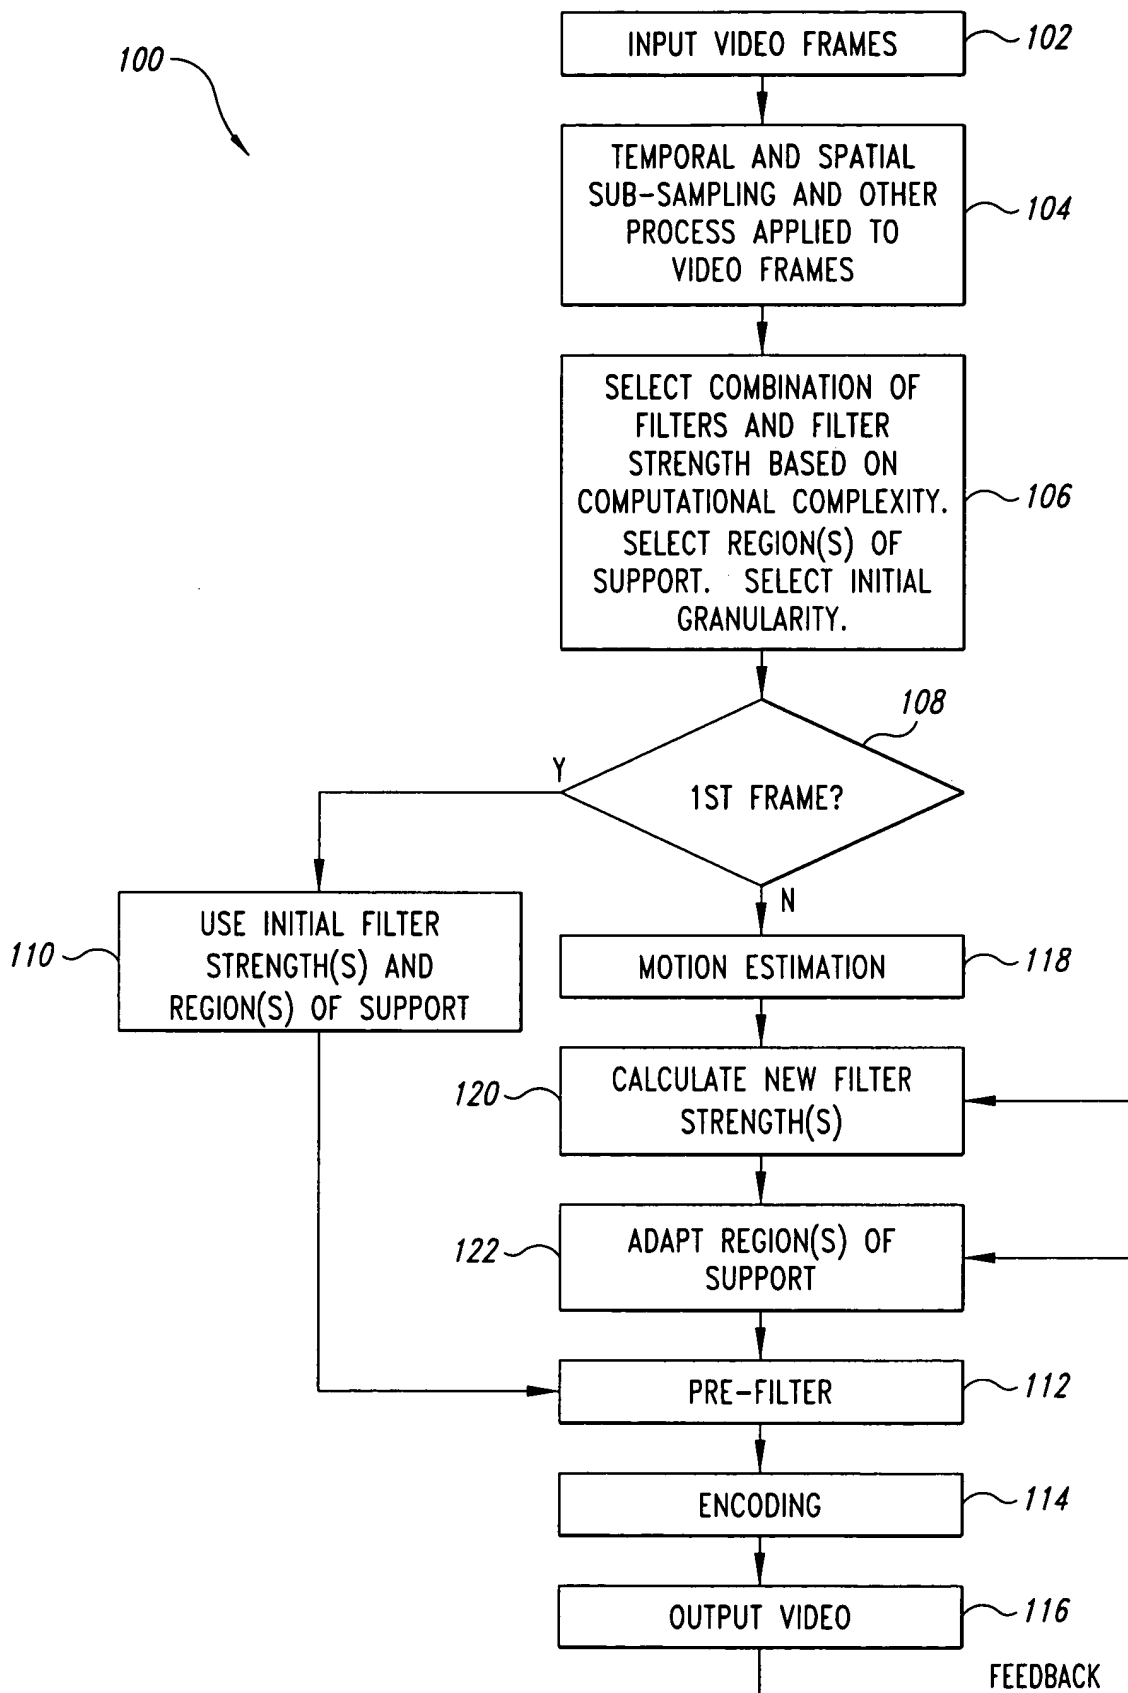 100
INPUT VIDEO FRAMES
102
TEMPORAL AND SPATIAL
SUB-SAMPLING AND OTHER
PROCESS APPLIED TO
VIDEO FRAMES
104
SELECT COMBINATION OF
FILTERS AND FILTER
STRENGTH BASED ON
COMPUTATIONAL COMPLEXITY.
SELECT REGION(S) OF
SUPPORT. SELECT INITIAL
GRANULARITY.
106
108
1ST FRAME?
Y
N
110
USE INITIAL FILTER
STRENGTH(S) AND
REGION(S) OF SUPPORT
MOTION ESTIMATION
118
120
CALCULATE NEW FILTER
STRENGTH(S)
122
ADAPT REGION(S) OF
SUPPORT
PRE-FILTER
112
ENCODING
114
OUTPUT VIDEO
116
FEEDBACK